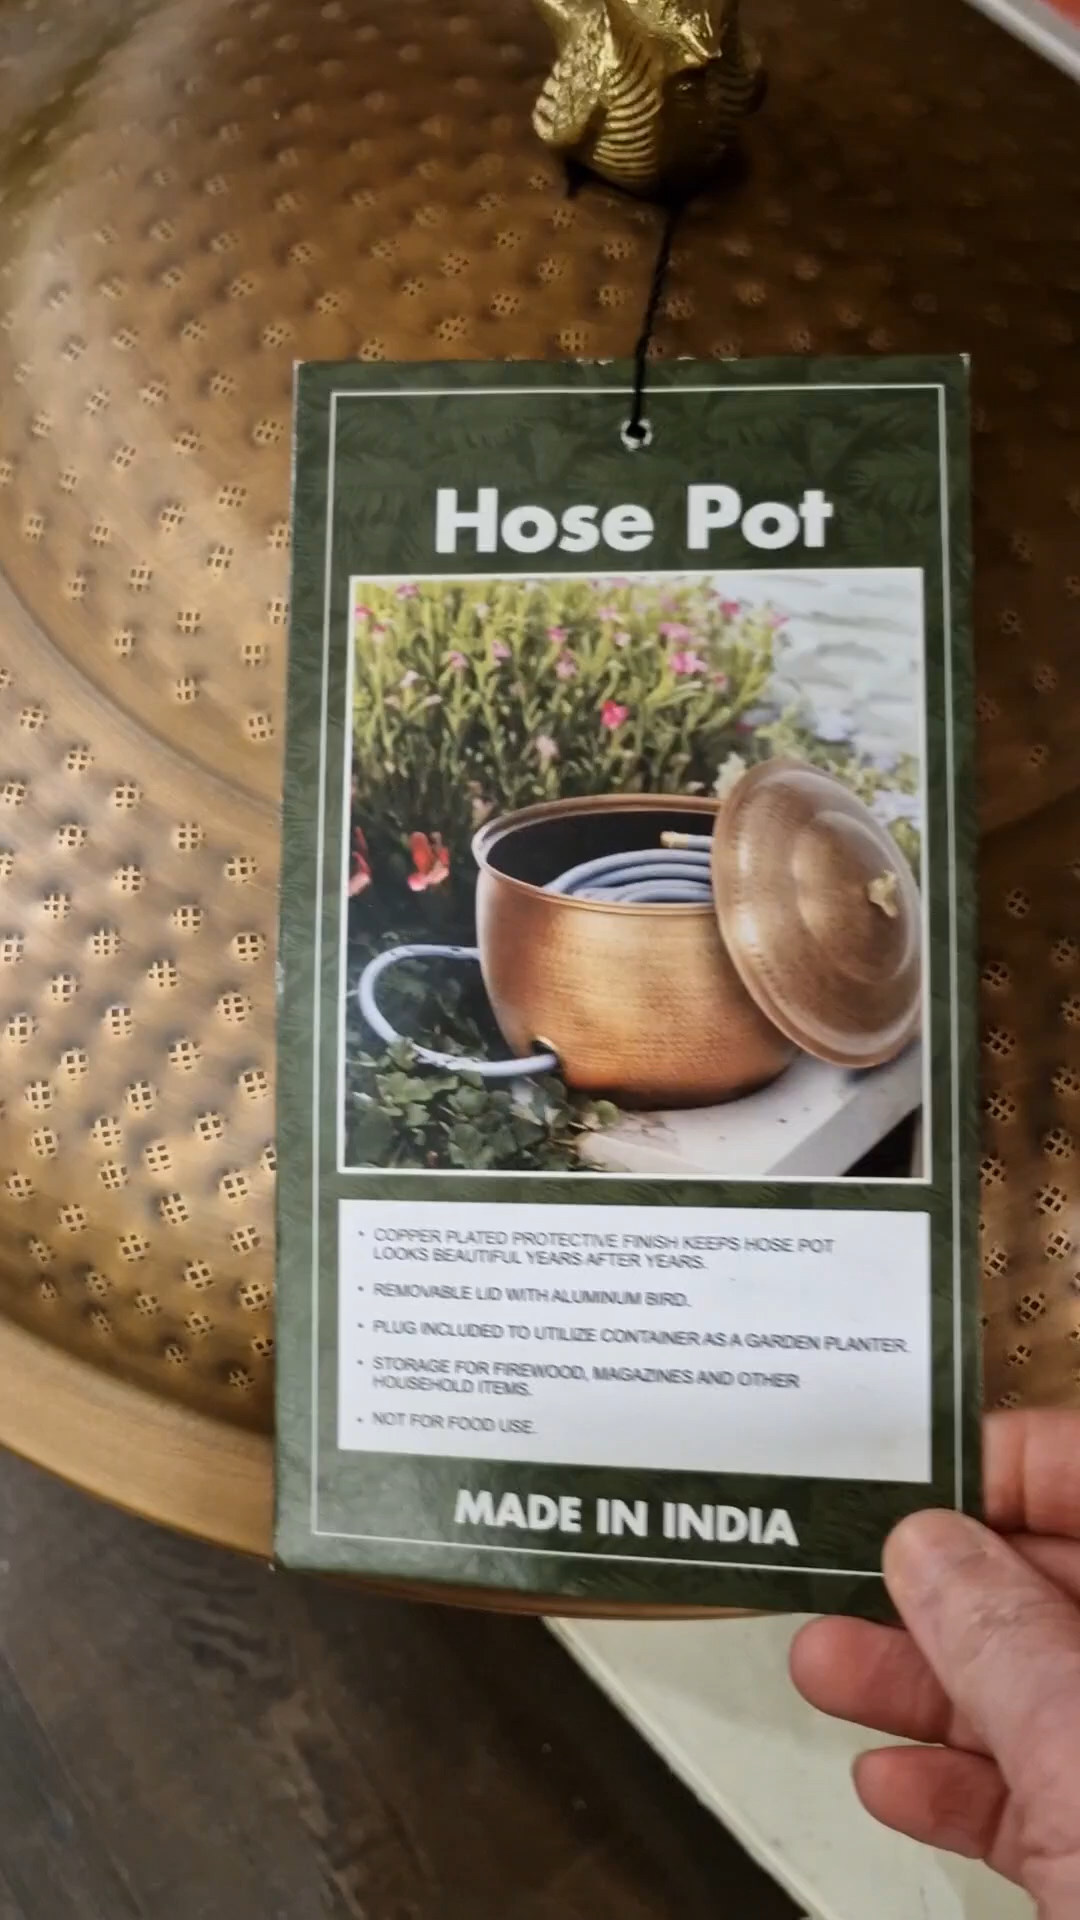 Hose Pot
• COPPER PLATED PROTECTIVE FINISH KEEPS HOSE POT
LOOKS BEAUTIFUL YEARS AFTER YEARS.
• REMOVABLE LID WITH ALUMINUM BIRD.
• PLUG INCLUDED TO UTILIZE CONTAINER AS A GARDEN PLANTER.
• STORAGE FOR FIREWOOD, MAGAZINES AND OTHER
HOUSEHOLD ITEMS.
• NOT FOR FOOD USE.
MADE IN INDIA